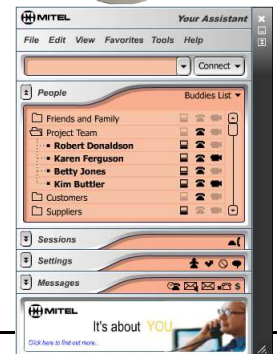 MITEL Your Assistant
File Edit View Favorites Tools Help
Connect
People
Buddies List
Friends and Family
Project Team
Robert Donaldson
Karen Ferguson
Betty Jones
Kim Buttler
Customers
Suppliers
Sessions
Settings
Messages
$
MITEL
It's about YOU
Click here to find out more...